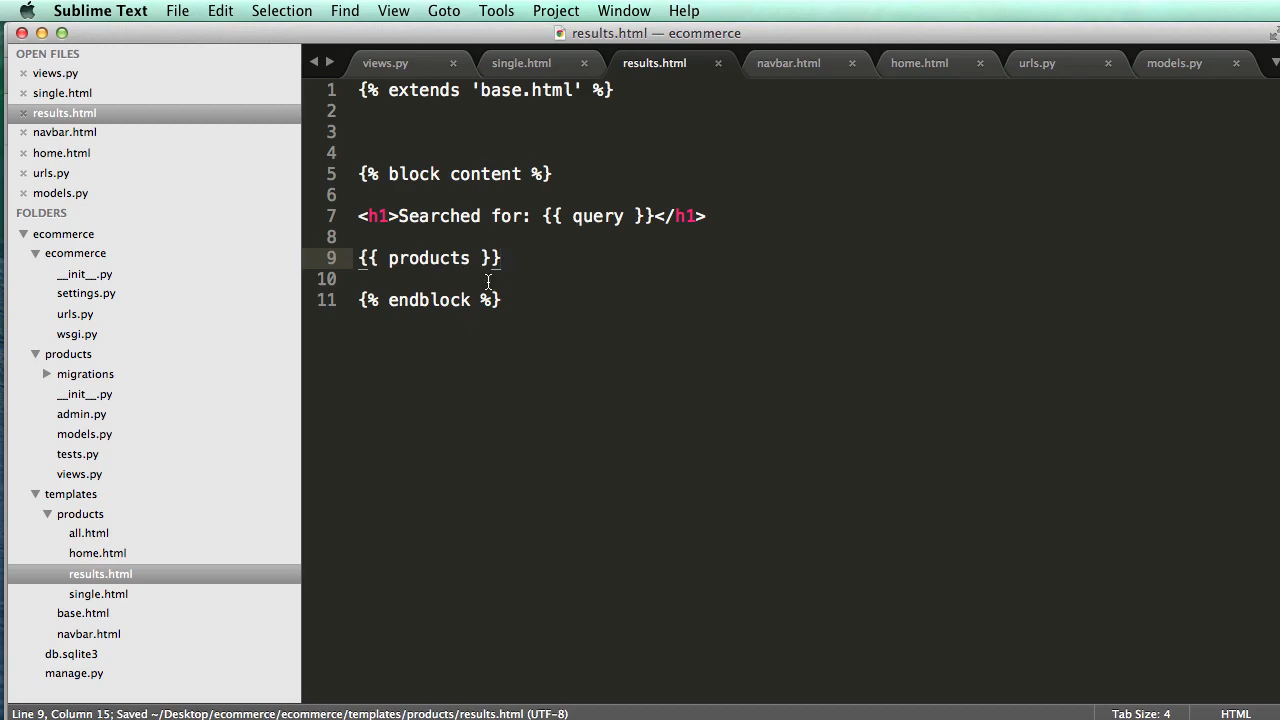 Sublime Text File Edit Selection Find View Goto Tools Project Window Help
results.html — ecommerce
OPEN FILES
views.py
single.html
results.html
navbar.html
home.html
urls.py
models.py
FOLDERS
ecommerce
ecommerce
__init__.py
settings.py
urls.py
wsgi.py
products
migrations
__init__.py
admin.py
models.py
tests.py
views.py
templates
products
all.html
home.html
results.html
single.html
base.html
navbar.html
db.sqlite3
manage.py
views.py single.html results.html navbar.html home.html urls.py models.py
1 {% extends 'base.html' %}
2
3
4
5 {% block content %}
6
7 <h1>Searched for: {{ query }}</h1>
8
9 {{ products }}
10
11 {% endblock %}
Line 9, Column 15; Saved ~/Desktop/ecommerce/ecommerce/templates/products/results.html (UTF-8) Tab Size: 4 HTML